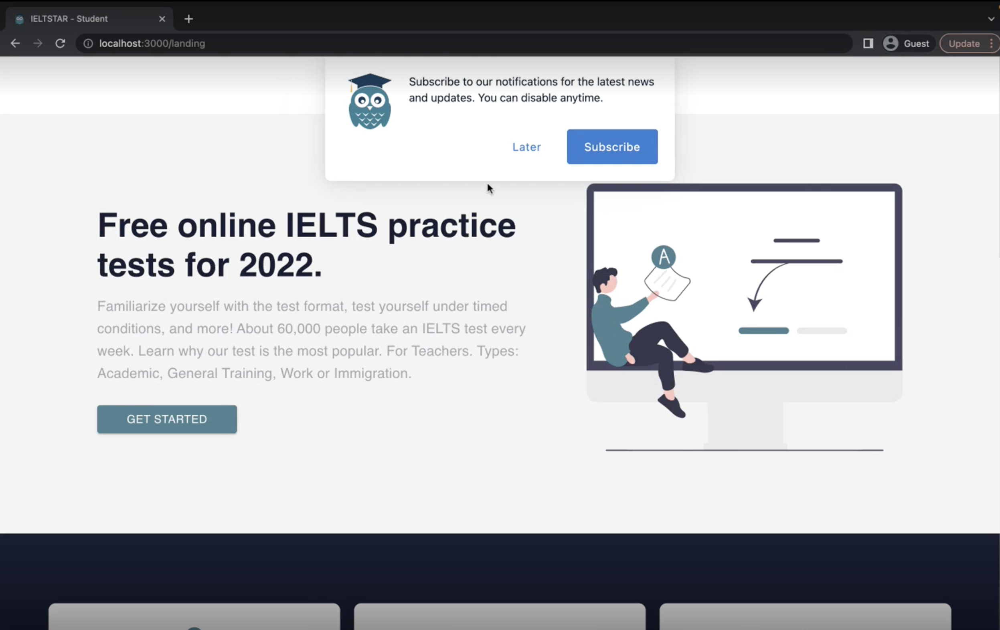 IELTSTAR - Student
localhost:3000/landing
Guest
Update
Subscribe to our notifications for the latest news
and updates. You can disable anytime.
Later
Subscribe
Free online IELTS practice
tests for 2022.
Familiarize yourself with the test format, test yourself under timed
conditions, and more! About 60,000 people take an IELTS test every
week. Learn why our test is the most popular. For Teachers. Types:
Academic, General Training, Work or Immigration.
GET STARTED
A